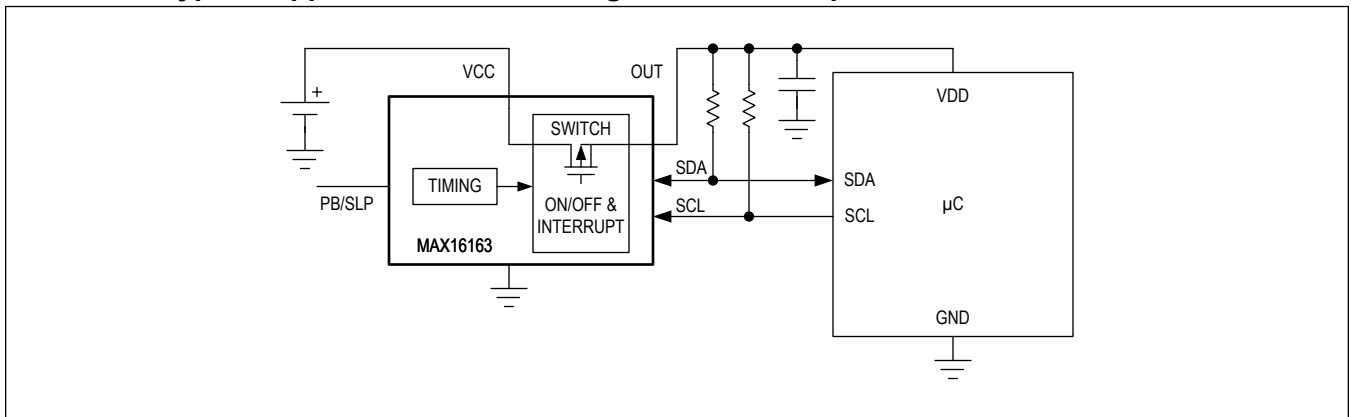 VCC
OUT
+
VDD
SWITCH
SDA
SDA
TIMING
PB/SLP
ON/OFF &
INTERRUPT
SCL
SCL
µC
MAX16163
GND